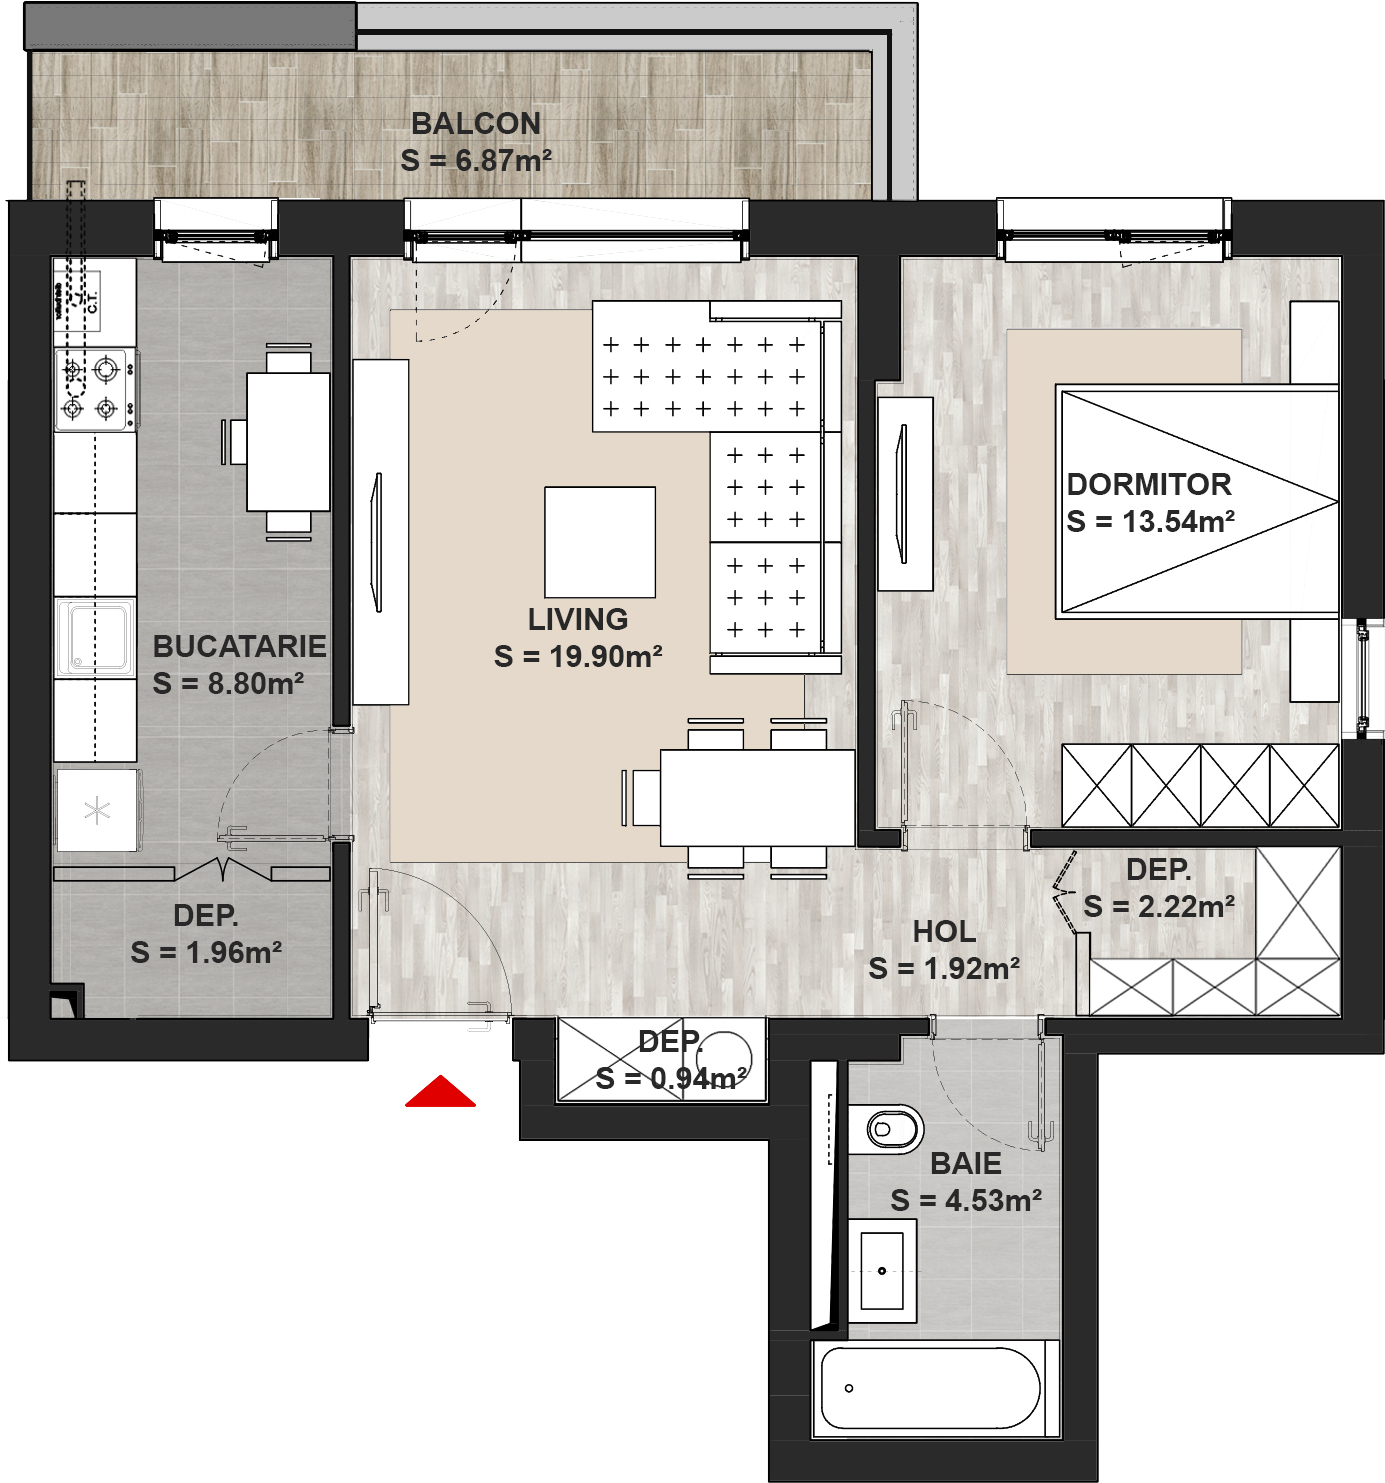 BALCON
S = 6.87m²
C.T.
DORMITOR
S = 13.54m²
LIVING
S = 19.90m²
BUCATARIE
S = 8.80m²
DEP.
S = 2.22m²
DEP.
S = 1.96m²
HOL
S = 1.92m²
DEP.
S = 0.94m²
BAIE
S = 4.53m²